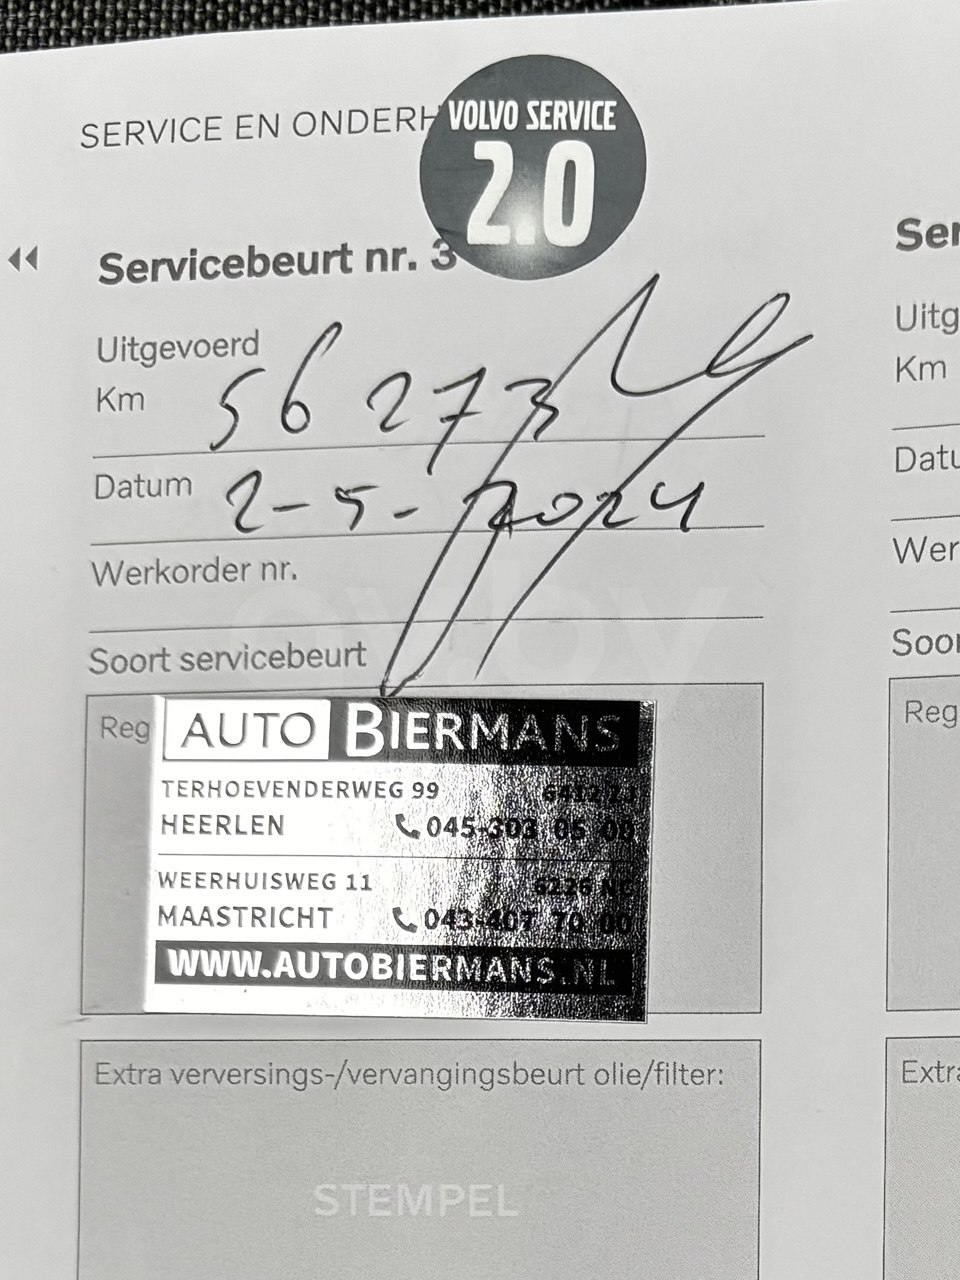 SERVICE EN ONDERH
VOLVO SERVICE
2.0
Servicebeurt nr. 3
Uitgevoerd
Km 56 273
Datum 2-5-2024
Werkorder nr.
Soort servicebeurt
Reg
AUTO BIERMANS
TERHOEVENDERWEG 99 6412 ZJ
HEERLEN 045-303 05 00
WEERHUISWEG 11 6226 NC
MAASTRICHT 043-407 70 00
WWW.AUTOBIERMANS.NL
Extra verversings-/vervangingsbeurt olie/filter:
STEMPEL
Ser
Uitg
Km
Datu
Wer
Soor
Reg
Extra